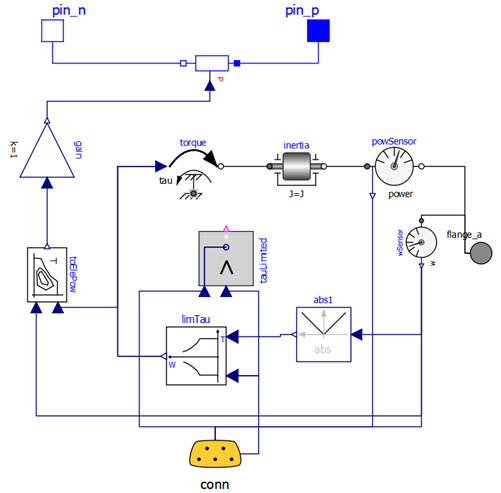 pin_n
pin_p
P
gain
k=1
torque
tau
inertia
J=J
powSensor
power
wSensor
w
flange_a
toElePow
T
tauLimited
<
limTau
T
W
abs1
abs
conn